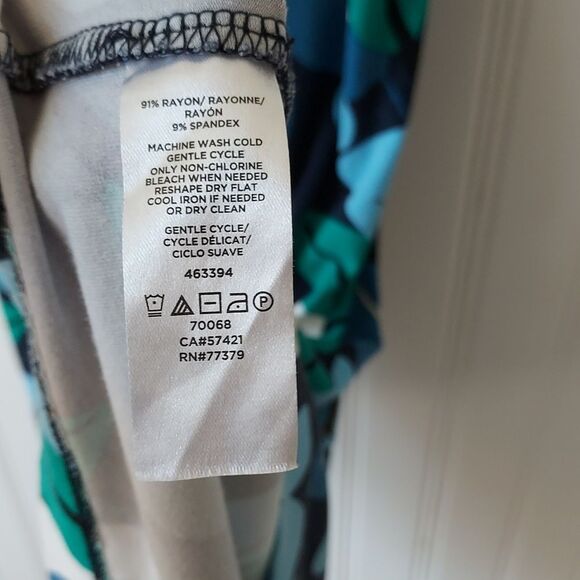 91% RAYON/ RAYONNE/
RAYÓN
9% SPANDEX
MACHINE WASH COLD
GENTLE CYCLE
ONLY NON-CHLORINE
BLEACH WHEN NEEDED
RESHAPE DRY FLAT
COOL IRON IF NEEDED
OR DRY CLEAN
GENTLE CYCLE/
CYCLE DÉLICAT/
CICLO SUAVE
463394
P
70068
CA#57421
RN#77379